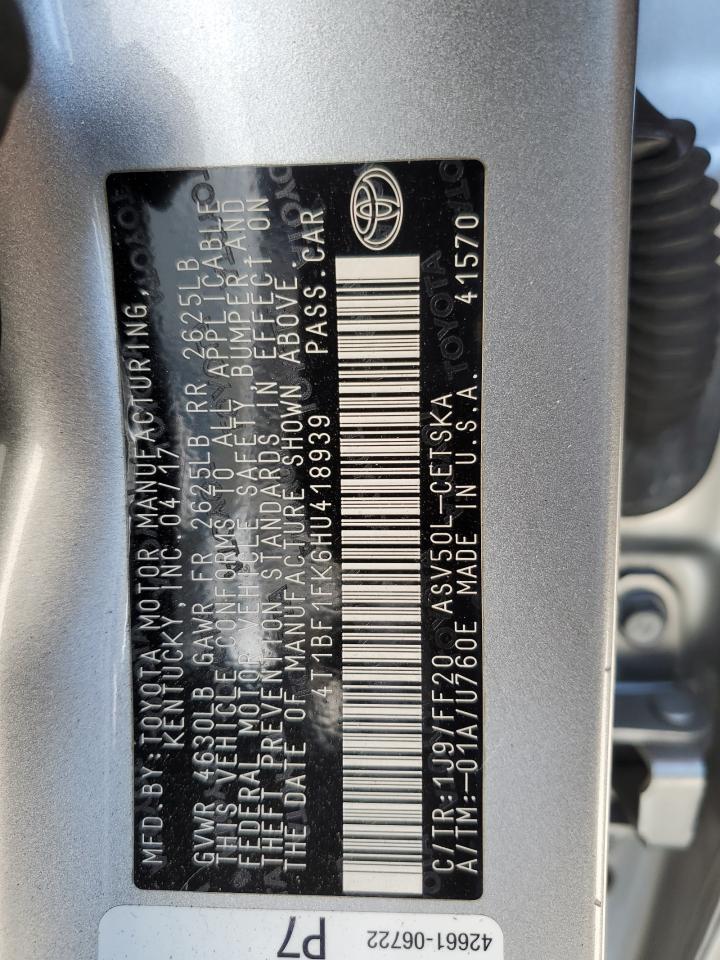 MFD.BY:TOYOTA MOTOR MANUFACTURING,
KENTUCKY,INC.04/17
GVWR 4630LB GAWR FR 2625LB RR 2625LB
THIS VEHICLE CONFORMS TO ALL APPLICABLE
FEDERAL MOTOR VEHICLE SAFETY BUMPER, AND
THEFT PREVENTION STANDARDS IN EFFECT ON
THE DATE OF MANUFACTURE SHOWN ABOVE.
4T1BF1FK6HU418939 PASS.CAR
C/TR:1J9/FF20 ASV50L-CETSKA
A/TM:-01A/U760E MADE IN U.S.A. 41570
TOYOTA
P7
42661-06722